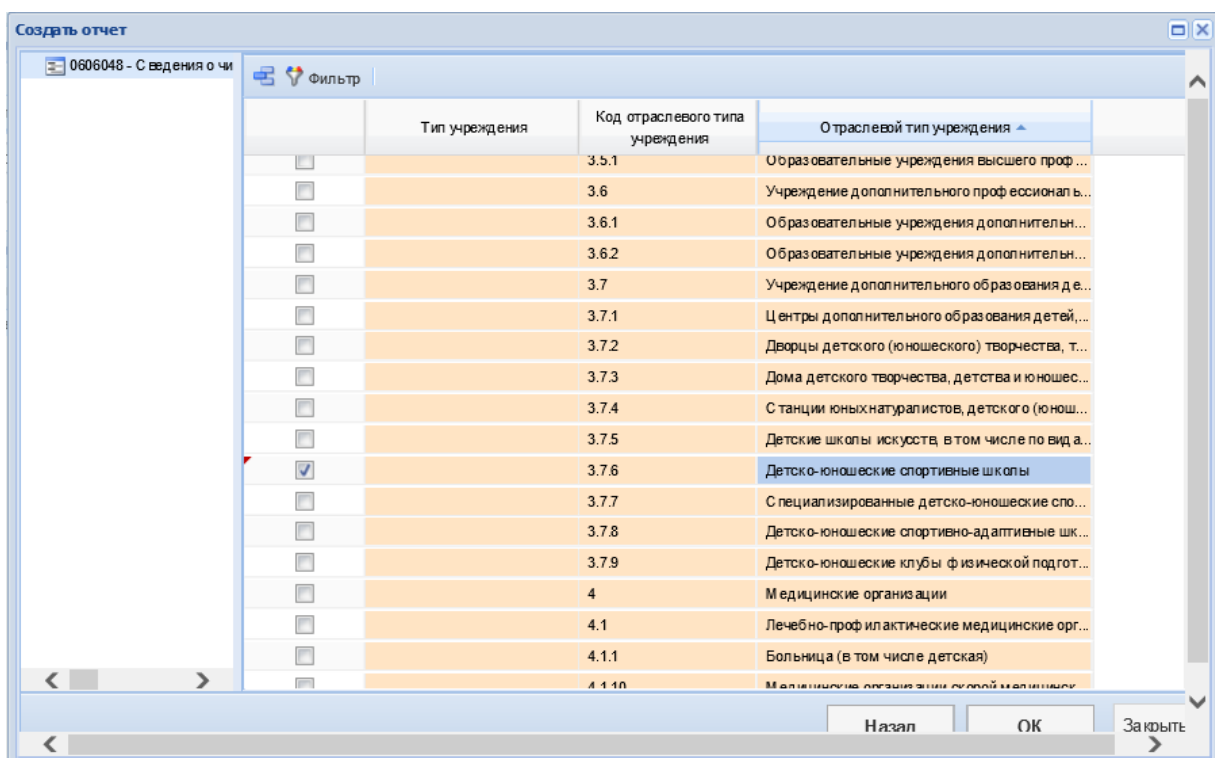 Создать отчет
0606048 - Сведения о чи
Фильтр
Тип учреждения
Код отраслевого типа
учреждения
Отраслевой тип учреждения
3.5.1 Образовательные учреждения высшего проф ...
3.6 Учреждение дополнительного профессиональ...
3.6.1 Образовательные учреждения дополнительн...
3.6.2 Образовательные учреждения дополнительн...
3.7 Учреждение дополнительного образования де...
3.7.1 Центры дополнительного образования детей,...
3.7.2 Дворцы детского (юношеского) творчества, т...
3.7.3 Дома детского творчества, детства и юношес...
3.7.4 Станции юных натуралистов, детского (юнош...
3.7.5 Детские школы искусств, в том числе по вида...
3.7.6 Детско-юношеские спортивные школы
3.7.7 Специализированные детско-юношеские спо...
3.7.8 Детско-юношеские спортивно-адаптивные шк...
3.7.9 Детско-юношеские клубы физической подгот...
4 Медицинские организации
4.1 Лечебно-профилактические медицинские орг...
4.1.1 Больница (в том числе детская)
4.1.10 Медицинские организации скорой медицинск...
Назад ОК Закрыть